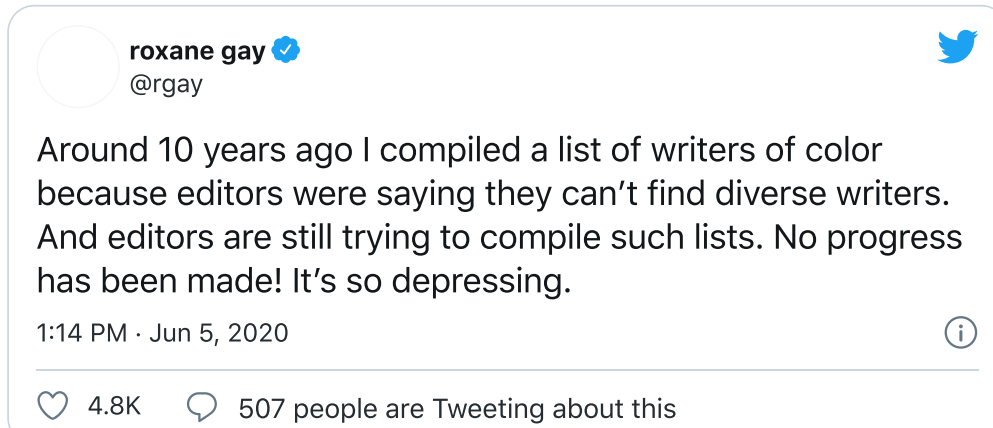 roxane gay
@rgay
Around 10 years ago I compiled a list of writers of color
because editors were saying they can’t find diverse writers.
And editors are still trying to compile such lists. No progress
has been made! It’s so depressing.
1:14 PM · Jun 5, 2020
4.8K 507 people are Tweeting about this